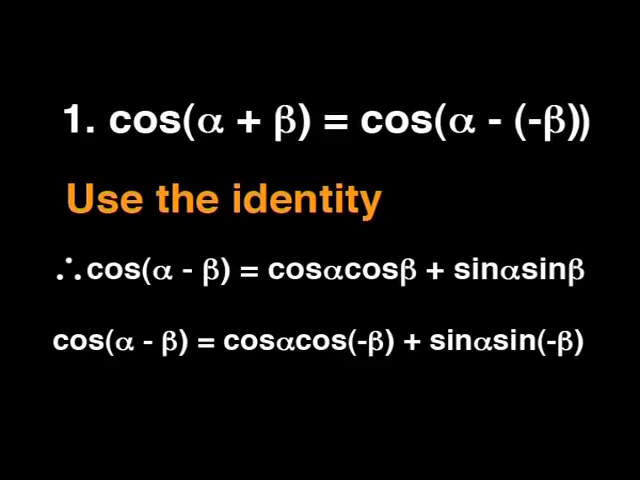 1. cos(α + β) = cos(α - (-β))
Use the identity
∴cos(α - β) = cosαcosβ + sinαsinβ
cos(α - β) = cosαcos(-β) + sinαsin(-β)